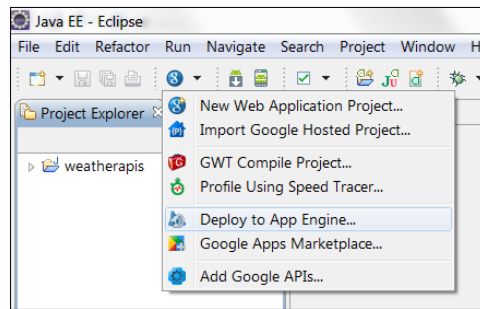 Java EE - Eclipse
File Edit Refactor Run Navigate Search Project Window H
Project Explorer
weatherapis
New Web Application Project...
Import Google Hosted Project...
GWT Compile Project...
Profile Using Speed Tracer...
Deploy to App Engine...
Google Apps Marketplace...
Add Google APIs...